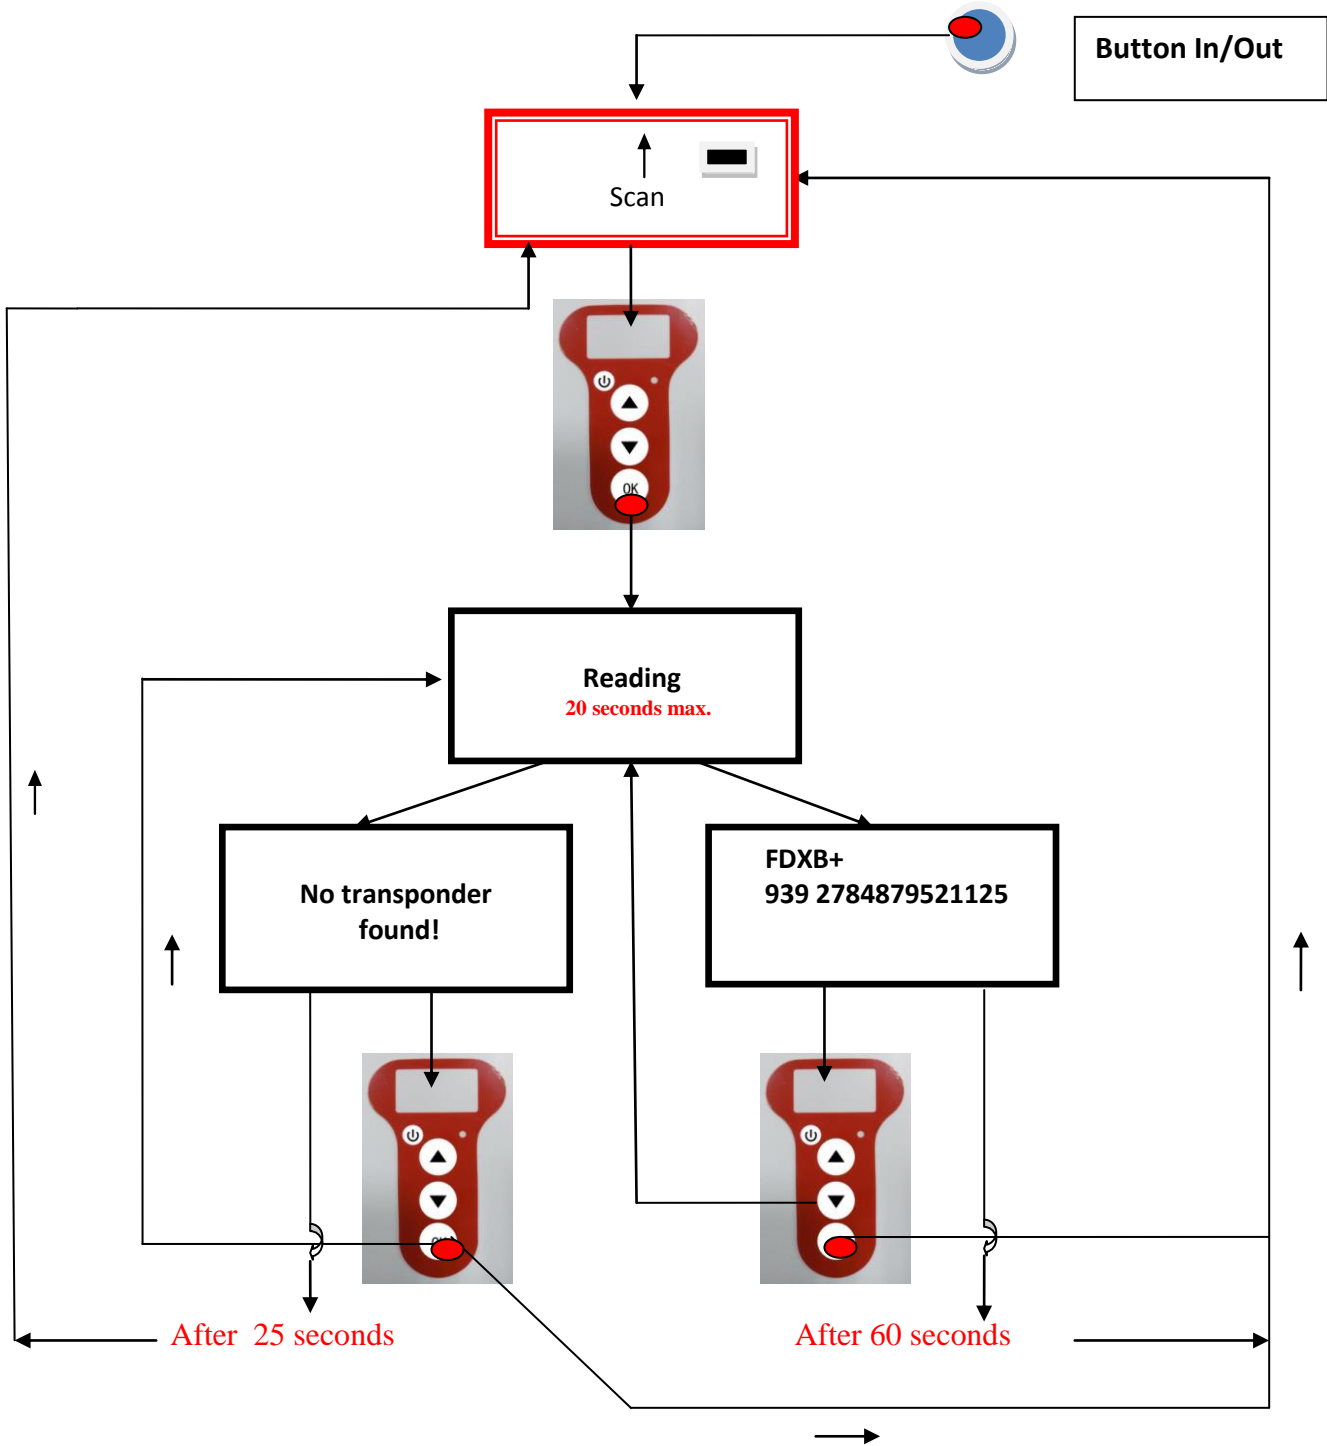 Button In/Out
Scan
OK
Reading
20 seconds max.
No transponder
found!
FDXB+
939 2784879521125
After 25 seconds
After 60 seconds